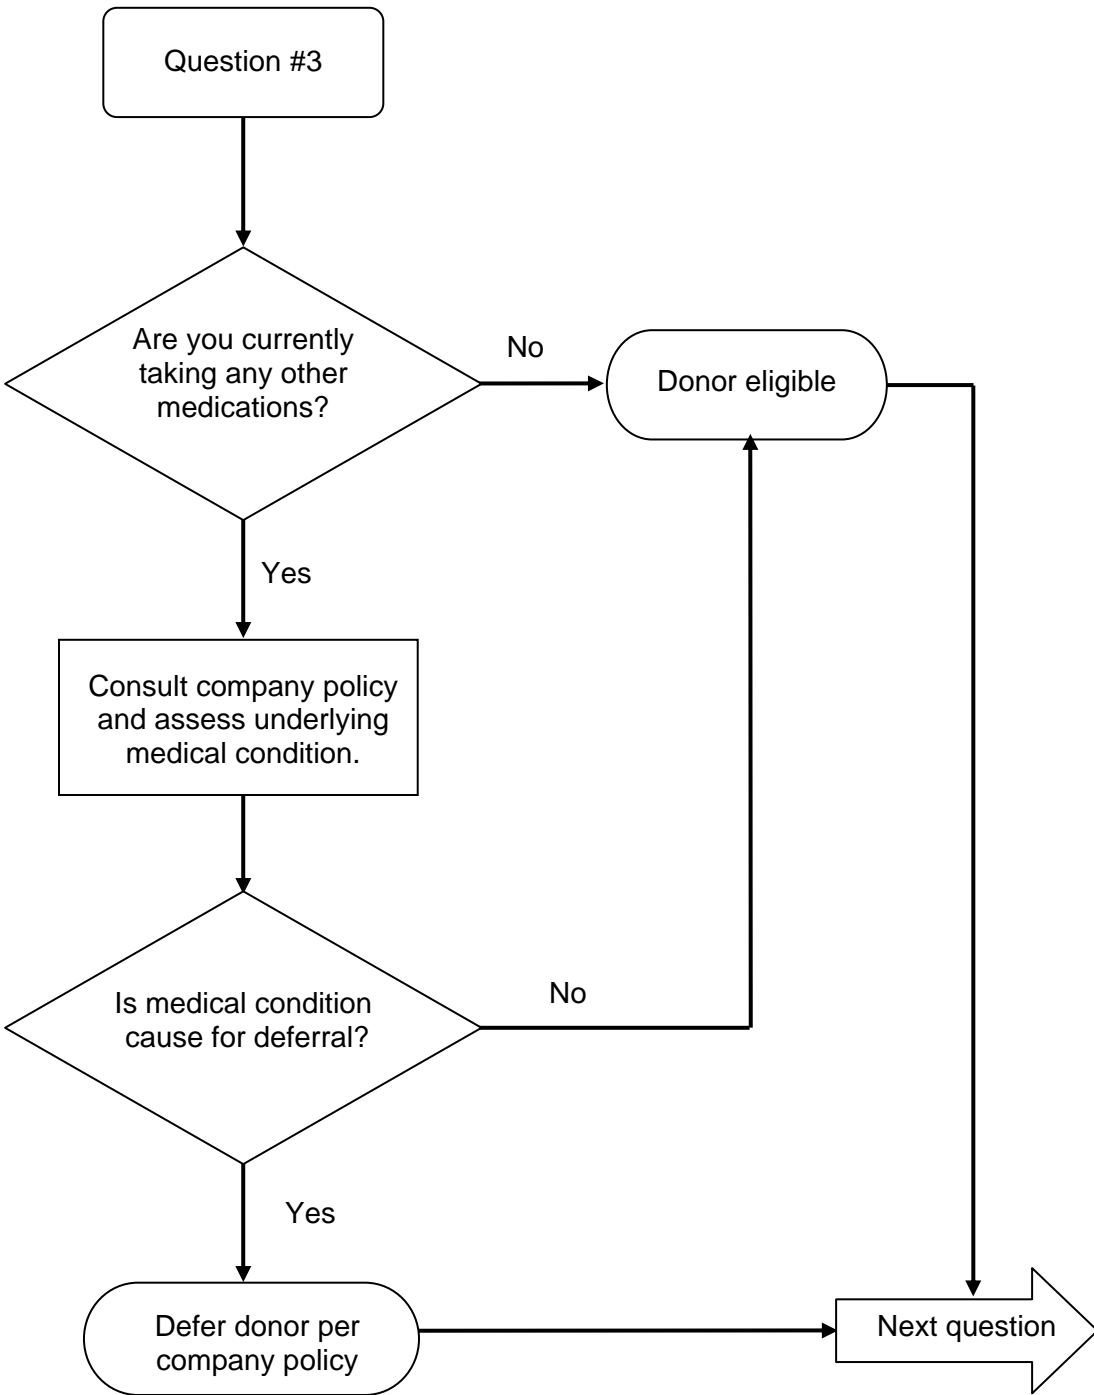 Question #3
Are you currently
taking any other
medications?
No
Donor eligible
Yes
Consult company policy
and assess underlying
medical condition.
Is medical condition
cause for deferral?
No
Yes
Defer donor per
company policy
Next question